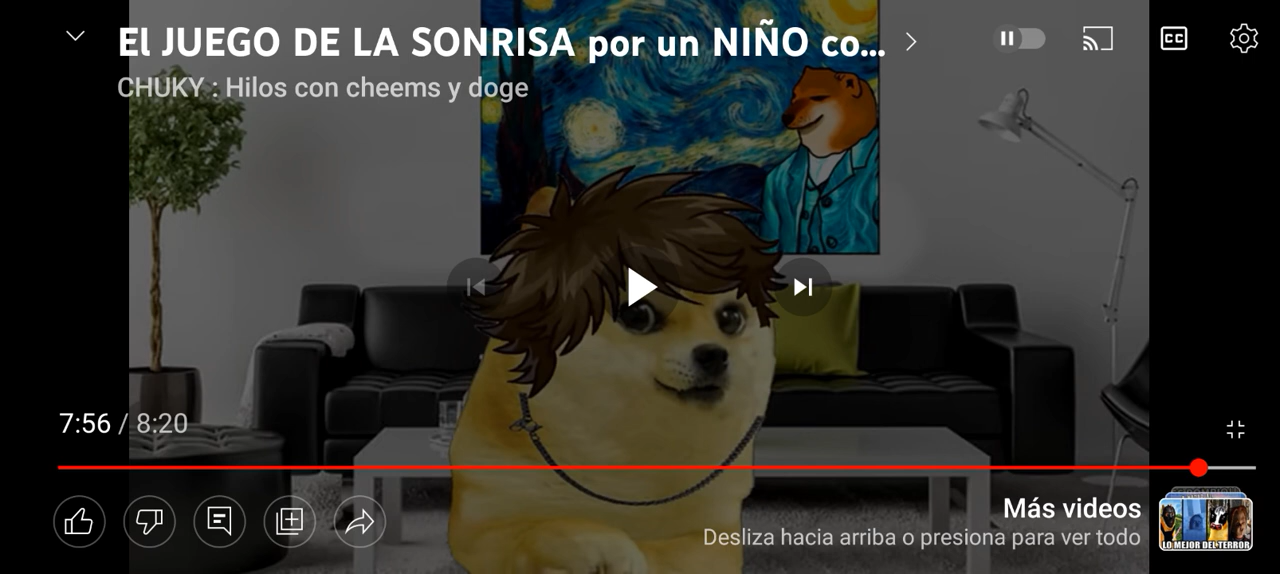 El JUEGO DE LA SONRISA por un NIÑO co...
CHUKY : Hilos con cheems y doge
CC
7:56 / 8:20
Más videos
Desliza hacia arriba o presiona para ver todo
LO MEJOR DEL TERROR